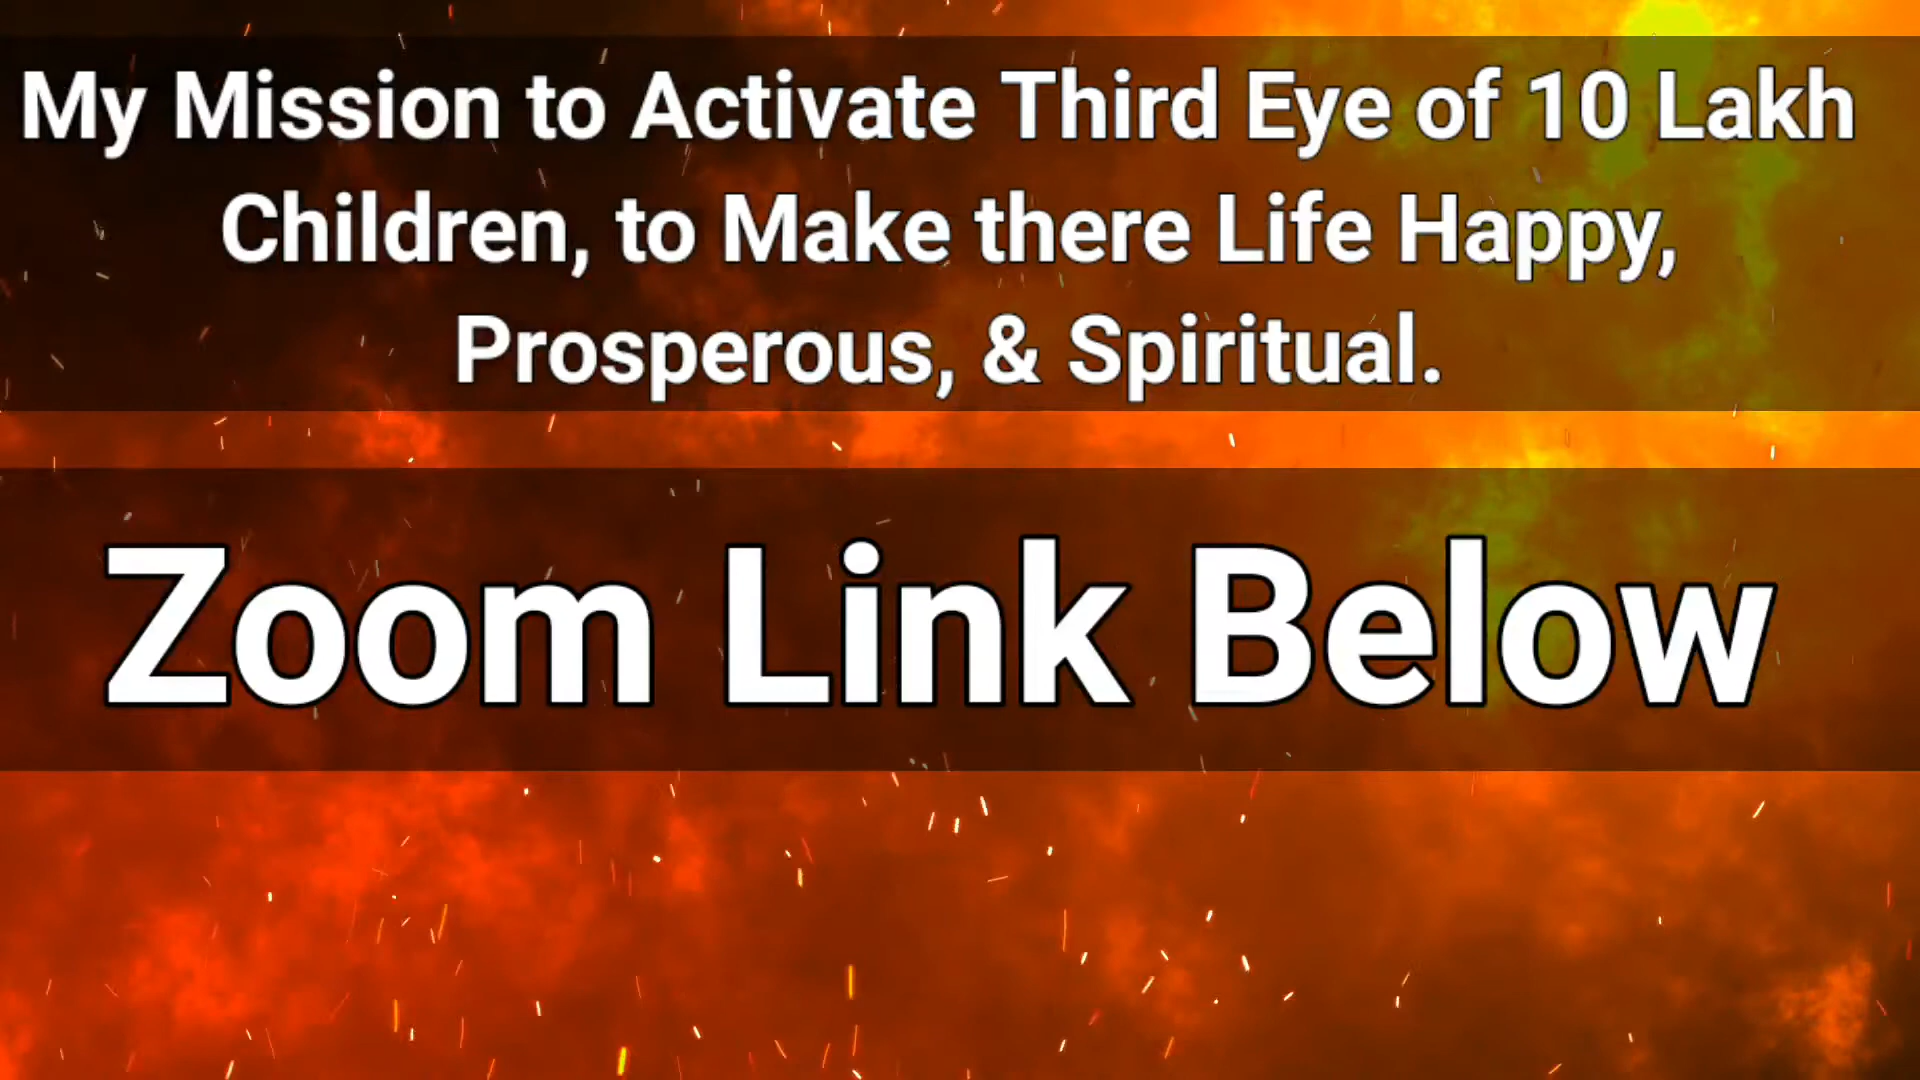 My Mission to Activate Third Eye of 10 Lakh
Children, to Make there Life Happy,
Prosperous, & Spiritual.
Zoom Link Below